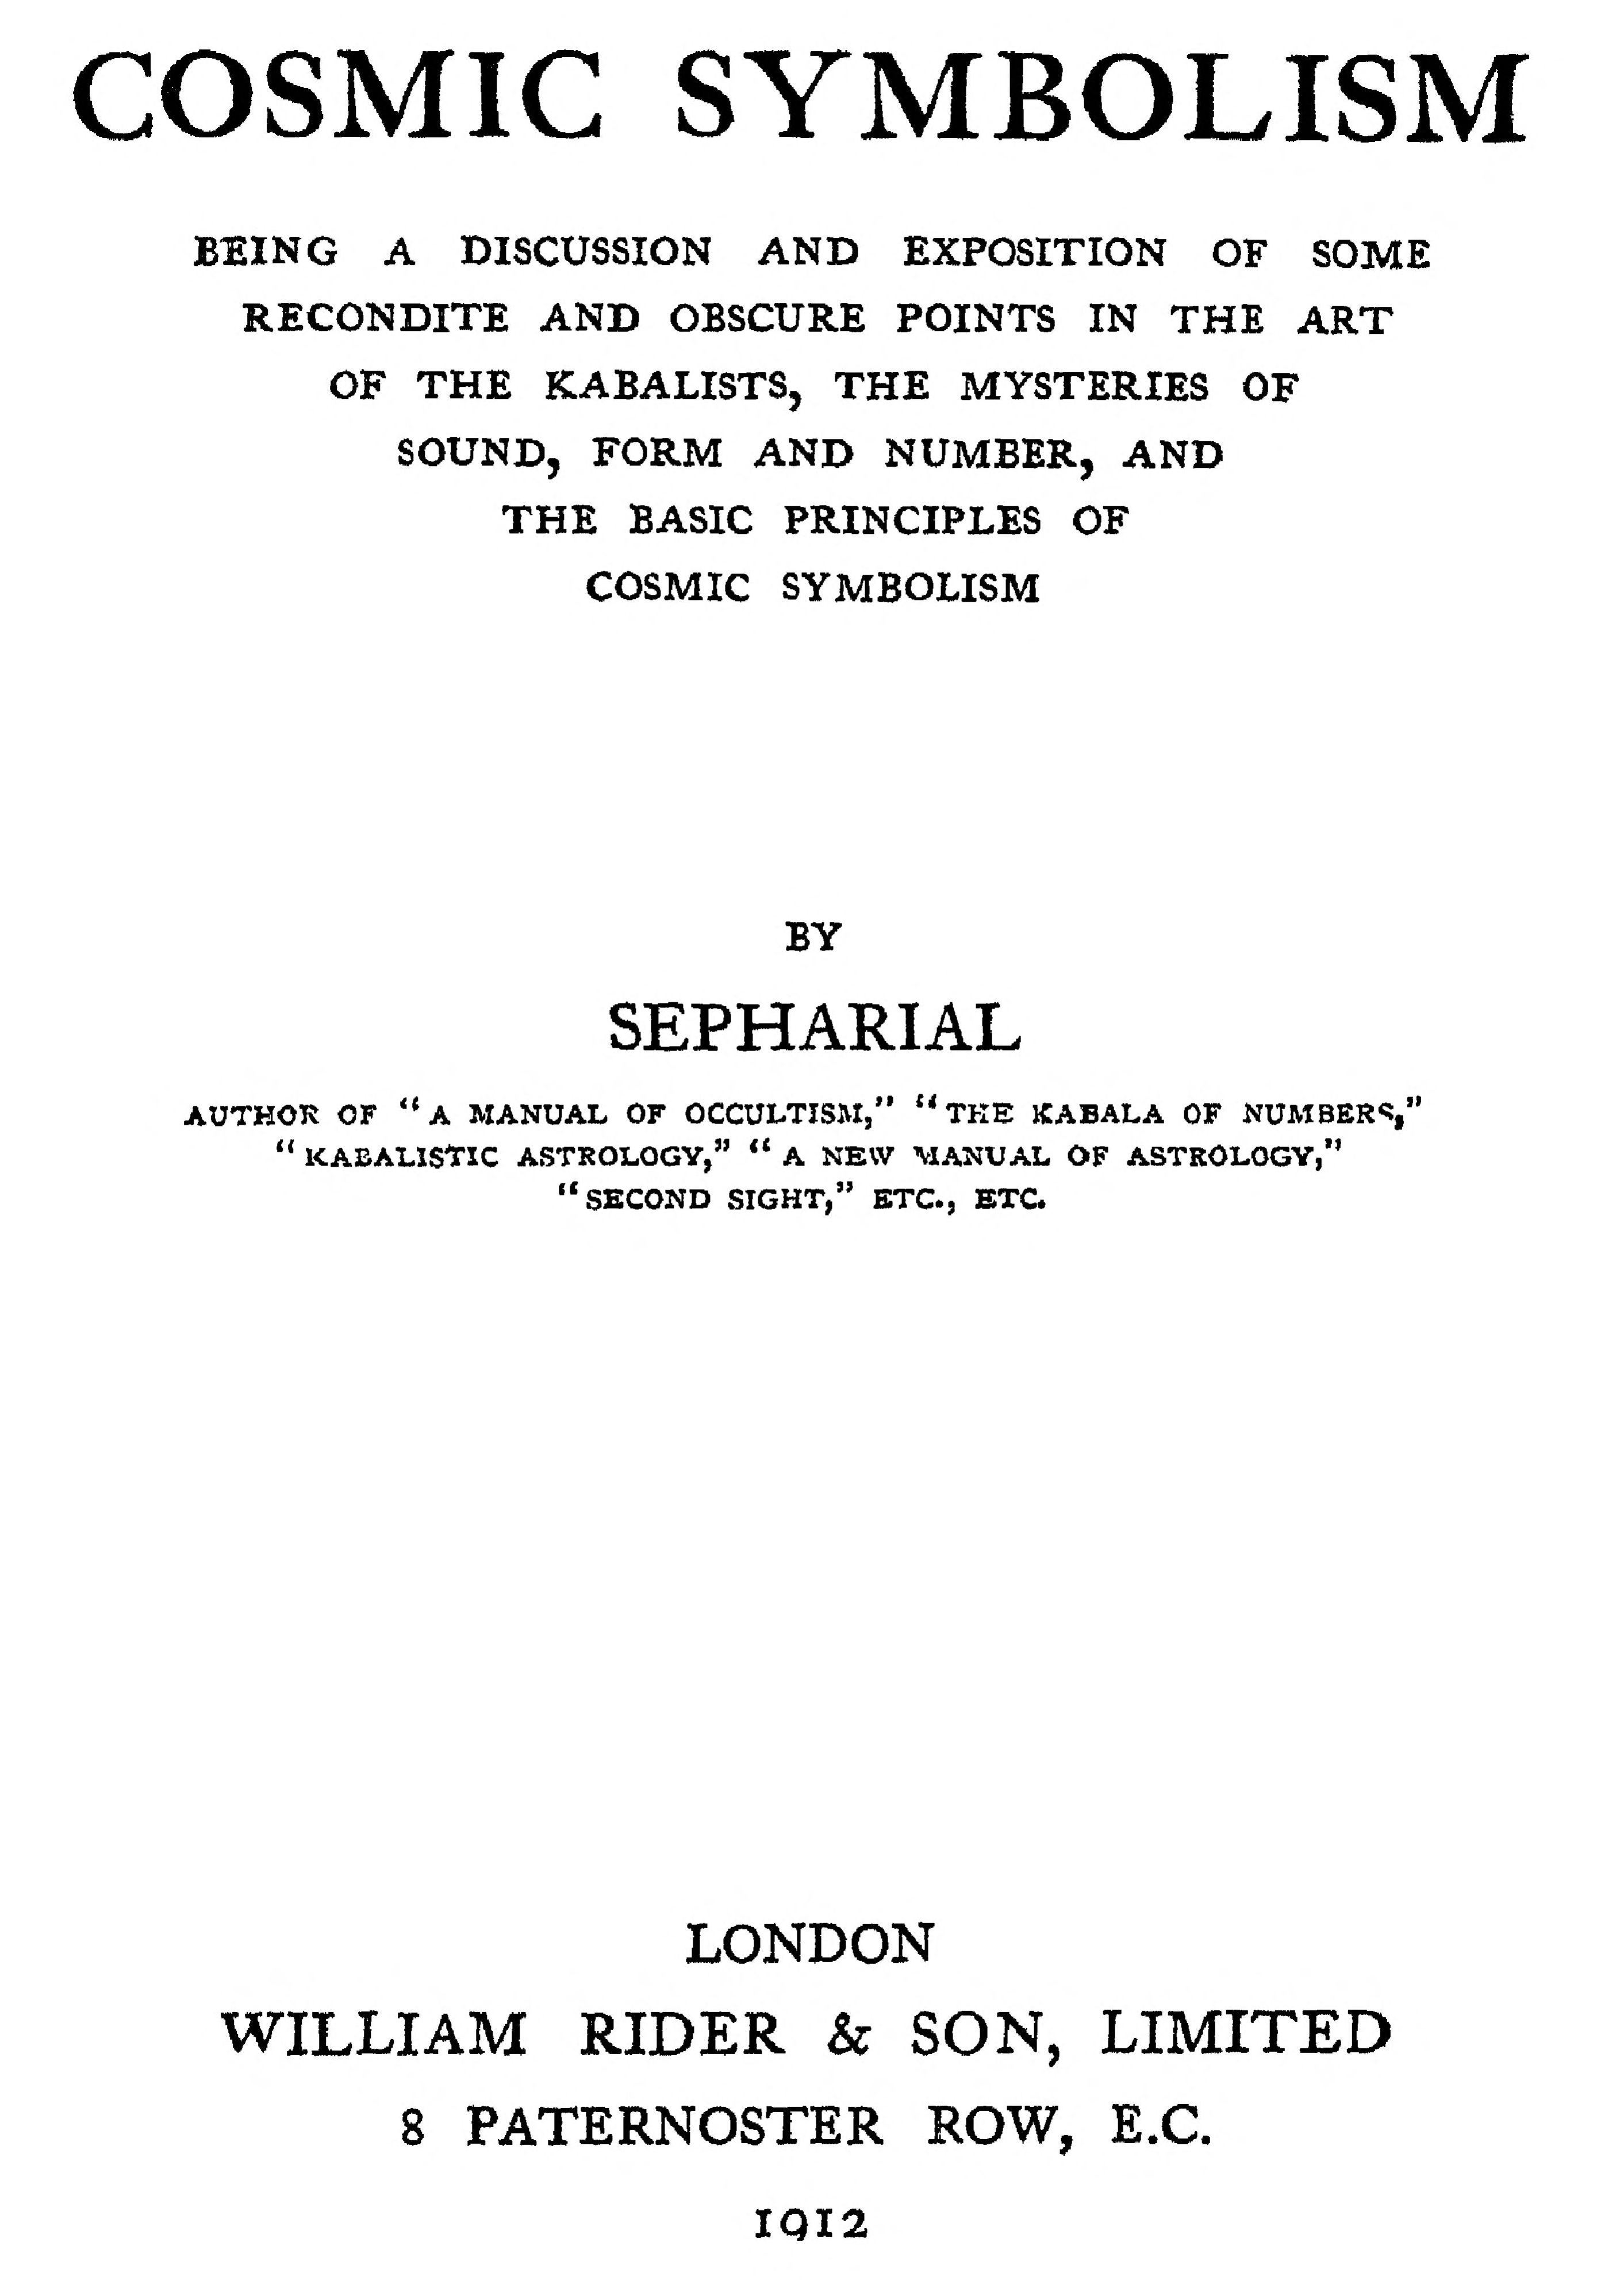 COSMIC SYMBOLISM
BEING A DISCUSSION AND EXPOSITION OF SOME
RECONDITE AND OBSCURE POINTS IN THE ART
OF THE KABALISTS, THE MYSTERIES OF
SOUND, FORM AND NUMBER, AND
THE BASIC PRINCIPLES OF
COSMIC SYMBOLISM
BY
SEPHARIAL
AUTHOR OF “A MANUAL OF OCCULTISM,” “THE KABALA OF NUMBERS,”
“KABALISTIC ASTROLOGY,” “A NEW MANUAL OF ASTROLOGY,”
“SECOND SIGHT,” ETC., ETC.
LONDON
WILLIAM RIDER & SON, LIMITED
8 PATERNOSTER ROW, E.C.
1912